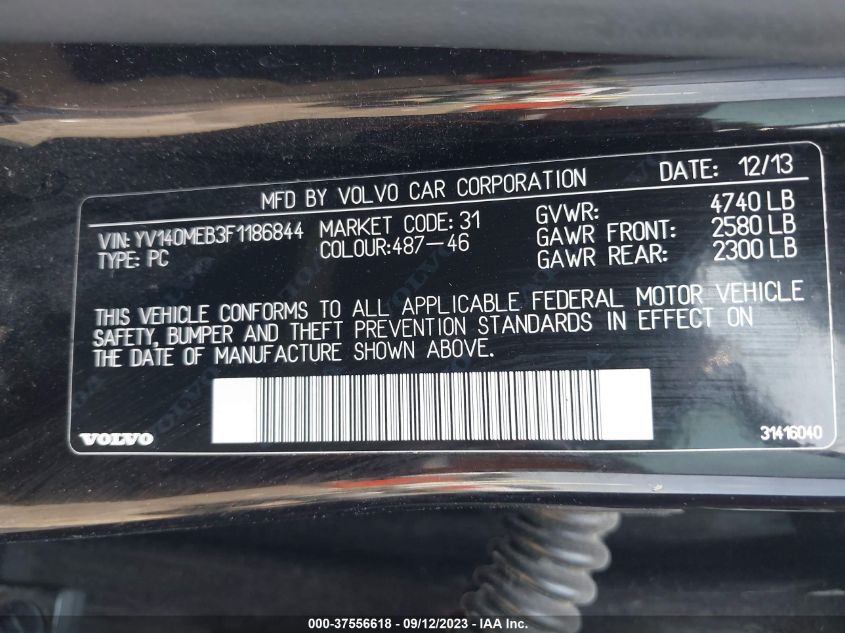 MFD BY VOLVO CAR CORPORATION DATE: 12/13
VIN: YV140MEB3F1186844 MARKET CODE: 31 GVWR: 4740 LB
TYPE: PC COLOUR:487-46 GAWR FRONT: 2580 LB
GAWR REAR: 2300 LB
THIS VEHICLE CONFORMS TO ALL APPLICABLE FEDERAL MOTOR VEHICLE
SAFETY, BUMPER AND THEFT PREVENTION STANDARDS IN EFFECT ON
THE DATE OF MANUFACTURE SHOWN ABOVE.
VOLVO 31416040
000-37556618 - 09/12/2023 - IAA Inc.